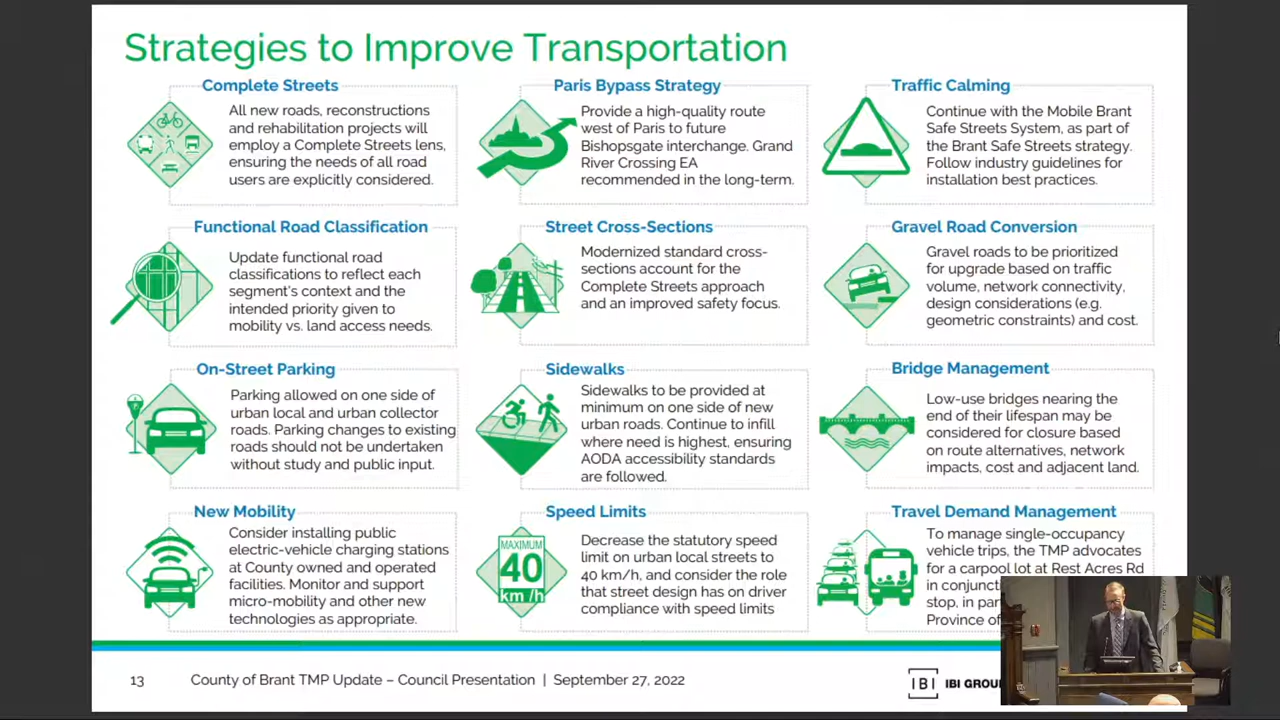 Strategies to Improve Transportation
Complete Streets
All new roads, reconstructions
and rehabilitation projects will
employ a Complete Streets lens,
ensuring the needs of all road
users are explicitly considered.
Paris Bypass Strategy
Provide a high-quality route
west of Paris to future
Bishopsgate interchange. Grand
River Crossing EA
recommended in the long-term.
Traffic Calming
Continue with the Mobile Brant
Safe Streets System, as part of
the Brant Safe Streets strategy.
Follow industry guidelines for
installation best practices.
Functional Road Classification
Update functional road
classifications to reflect each
segment's context and the
intended priority given to
mobility vs. land access needs.
Street Cross-Sections
Modernized standard cross-
sections account for the
Complete Streets approach
and an improved safety focus.
Gravel Road Conversion
Gravel roads to be prioritized
for upgrade based on traffic
volume, network connectivity,
design considerations (e.g.
geometric constraints) and cost.
On-Street Parking
Parking allowed on one side of
urban local and urban collector
roads. Parking changes to existing
roads should not be undertaken
without study and public input.
Sidewalks
Sidewalks to be provided at
minimum on one side of new
urban roads. Continue to infill
where need is highest, ensuring
AODA accessibility standards
are followed.
Bridge Management
Low-use bridges nearing the
end of their lifespan may be
considered for closure based
on route alternatives, network
impacts, cost and adjacent land.
New Mobility
Consider installing public
electric-vehicle charging stations
at County owned and operated
facilities. Monitor and support
micro-mobility and other new
technologies as appropriate.
Speed Limits
MAXIMUM
40
km/h
Decrease the statutory speed
limit on urban local streets to
40 km/h, and consider the role
that street design has on driver
compliance with speed limits
Travel Demand Management
To manage single-occupancy
vehicle trips, the TMP advocates
for a carpool lot at Rest Acres Rd
in
stop, in
Province
13 County of Brant TMP Update – Council Presentation | September 27, 2022
IBI IBI GROUP